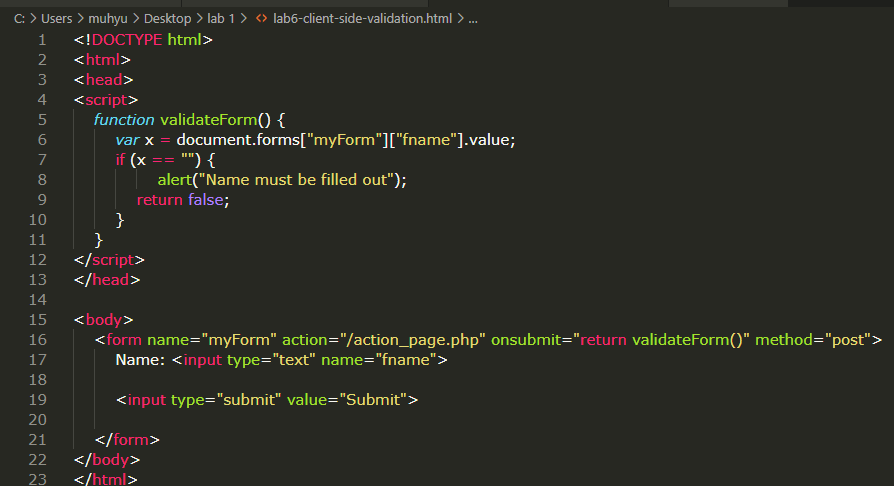 C: > Users > muhyu > Desktop > lab 1 > <> lab6-client-side-validation.html > ...
1 <!DOCTYPE html>
2 <html>
3 <head>
4 <script>
5 function validateForm() {
6 var x = document.forms["myForm"]["fname"].value;
7 if (x == "") {
8 alert("Name must be filled out");
9 return false;
10 }
11 }
12 </script>
13 </head>
14
15 <body>
16 <form name="myForm" action="/action_page.php" onsubmit="return validateForm()" method="post">
17 Name: <input type="text" name="fname">
18
19 <input type="submit" value="Submit">
20
21 </form>
22 </body>
23 </html>